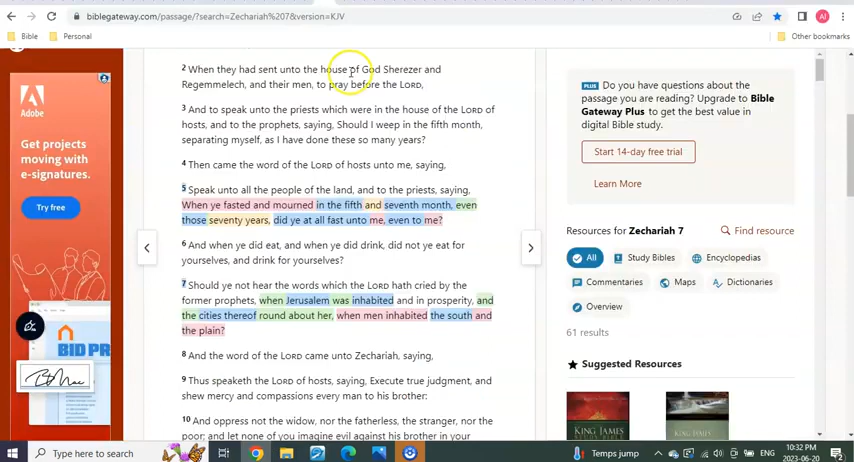 biblegateway.com/passage/?search=Zechariah%207&version=KJV
AI
Bible
Personal
Other bookmarks
2 When they had sent unto the house of God Sherezer and
Regemmelech, and their men, to pray before the LORD,
3 And to speak unto the priests which were in the house of the LORD of
hosts, and to the prophets, saying, Should I weep in the fifth month,
separating myself, as I have done these so many years?
4 Then came the word of the LORD of hosts unto me, saying,
5 Speak unto all the people of the land, and to the priests, saying,
When ye fasted and mourned in the fifth and seventh month, even
those seventy years, did ye at all fast unto me, even to me?
6 And when ye did eat, and when ye did drink, did not ye eat for
yourselves, and drink for yourselves?
7 Should ye not hear the words which the LORD hath cried by the
former prophets, when Jerusalem was inhabited and in prosperity, and
the cities thereof round about her, when men inhabited the south and
the plain?
8 And the word of the LORD came unto Zechariah, saying,
9 Thus speaketh the LORD of hosts, saying, Execute true judgment, and
shew mercy and compassions every man to his brother:
10 And oppress not the widow, nor the fatherless, the stranger, nor the
poor; and let none of you imagine evil against his brother in your
Adobe
Get projects
moving with
e-signatures.
Try free
BID PR
PLUS Do you have questions about the
passage you are reading? Upgrade to Bible
Gateway Plus to get the best value in
digital Bible study.
Start 14-day free trial
Learn More
Resources for Zechariah 7
Find resource
All
Study Bibles
Encyclopedias
Commentaries
Maps
Dictionaries
Overview
61 results
Suggested Resources
KING JAMES
KING JAMES
Type here to search
Temps jump
ENG
10:32 PM
2023-06-20
2